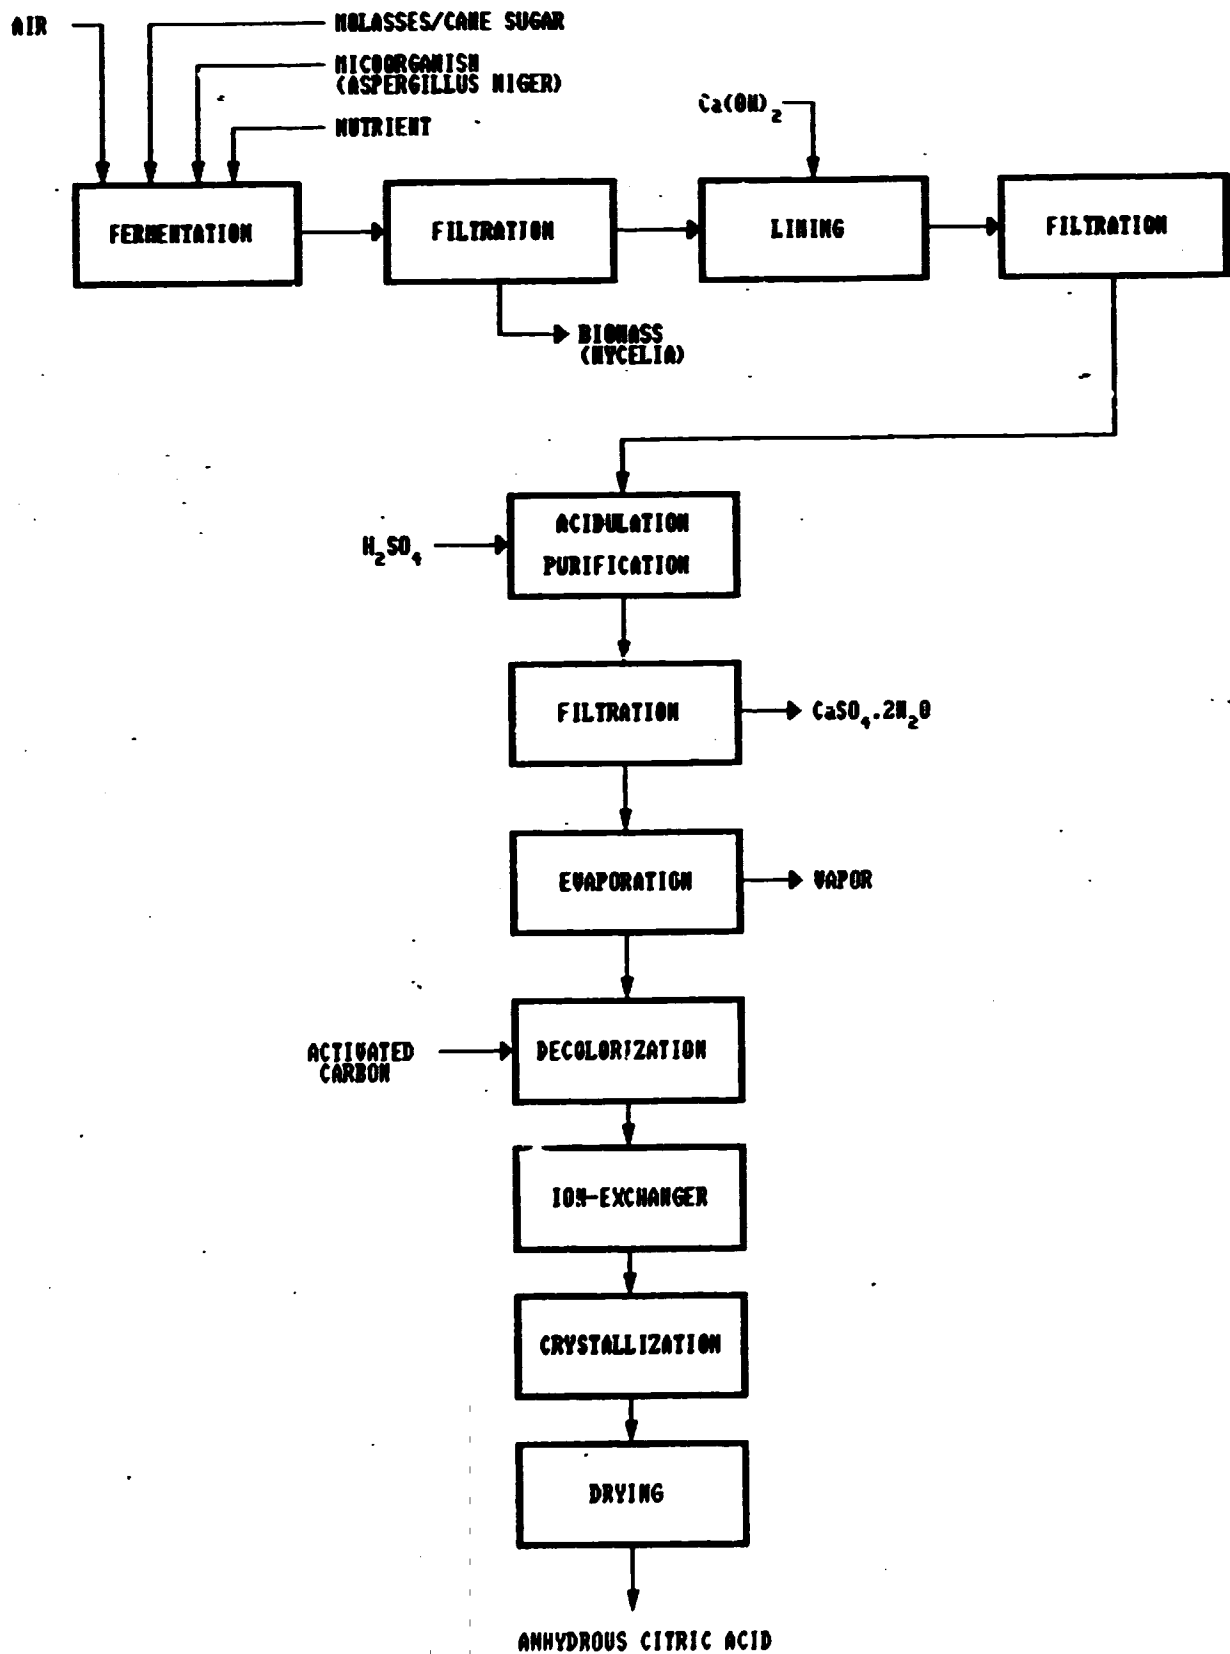 AIR
MOLASSES/CANE SUGAR
MICOORGANISM
(ASPERGILLUS NIGER)
NUTRIENT
Ca(OH)₂
FERMENTATION
FILTRATION
LIMING
FILTRATION
BIOMASS
(MYCELIA)
ACIDULATION
PURIFICATION
H₂SO₄
FILTRATION
CaSO₄.2H₂O
EVAPORATION
VAPOR
ACTIVATED
CARBON
DECOLORIZATION
ION-EXCHANGER
CRYSTALLIZATION
DRYING
ANHYDROUS CITRIC ACID